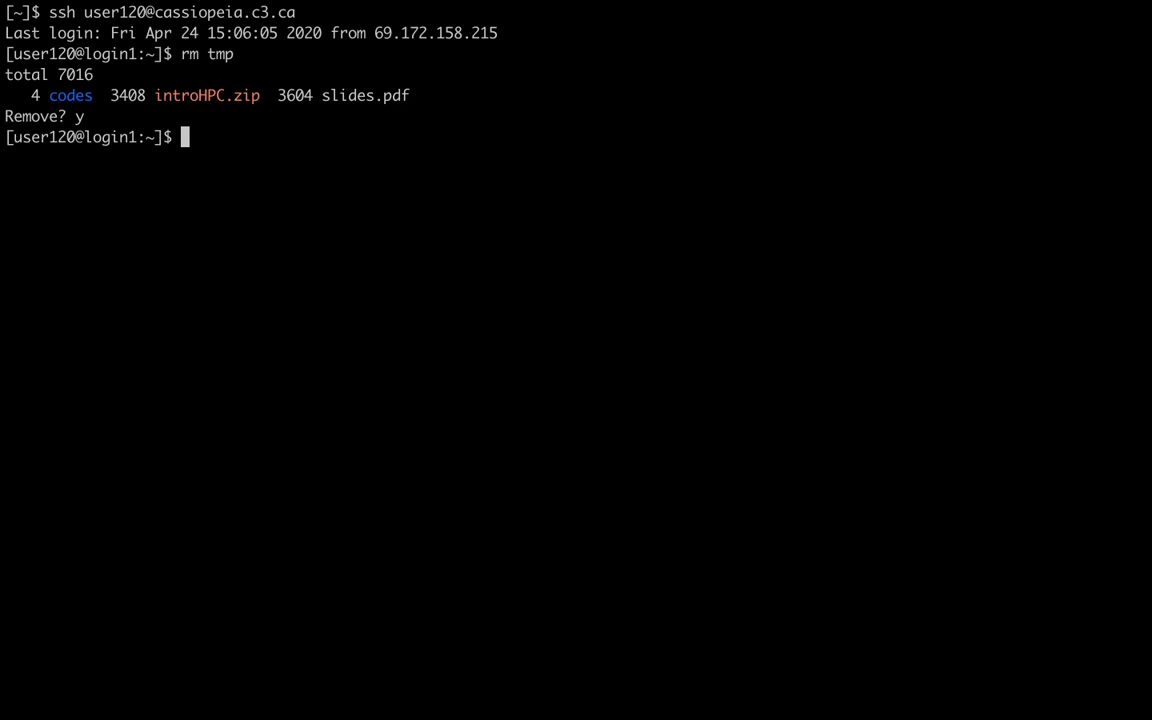 [~]$ ssh user120@cassiopeia.c3.ca
Last login: Fri Apr 24 15:06:05 2020 from 69.172.158.215
[user120@login1:~]$ rm tmp
total 7016
   4 codes  3408 introHPC.zip  3604 slides.pdf
Remove? y
[user120@login1:~]$